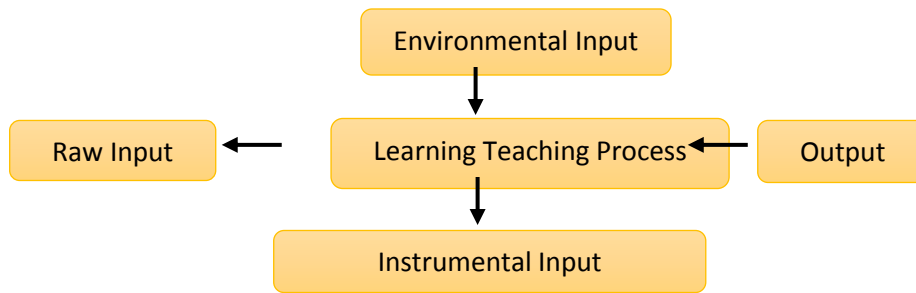 Environmental Input
Raw Input
Learning Teaching Process
Output
Instrumental Input